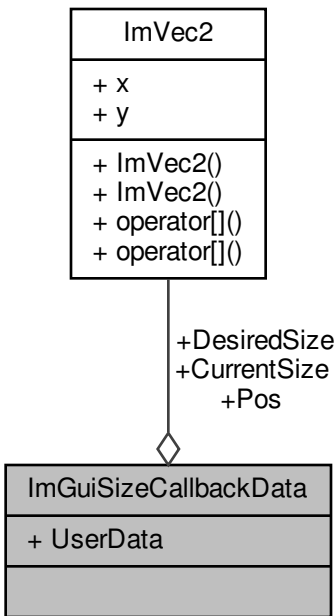 ImVec2
+ x
+ y
+ ImVec2()
+ ImVec2()
+ operator[]()
+ operator[]()
+DesiredSize
+CurrentSize
+Pos
ImGuiSizeCallbackData
+ UserData